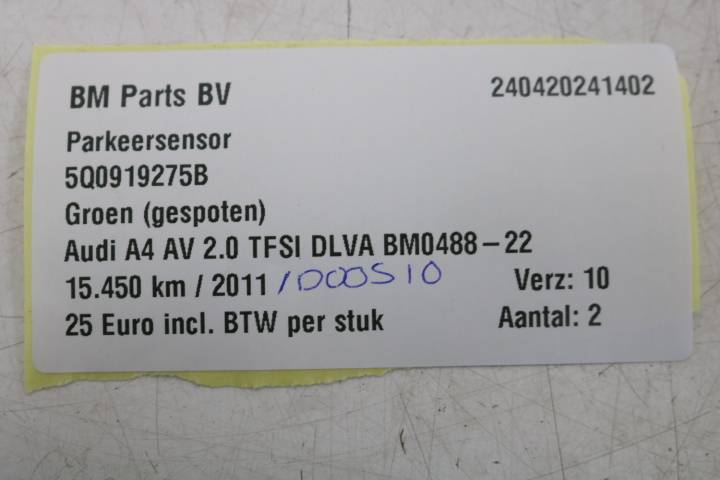 BM Parts BV 240420241402
Parkeersensor
5Q0919275B
Groen (gespoten)
Audi A4 AV 2.0 TFSI DLVA BM0488-22
15.450 km / 2011 /D00S10 Verz: 10
25 Euro incl. BTW per stuk Aantal: 2